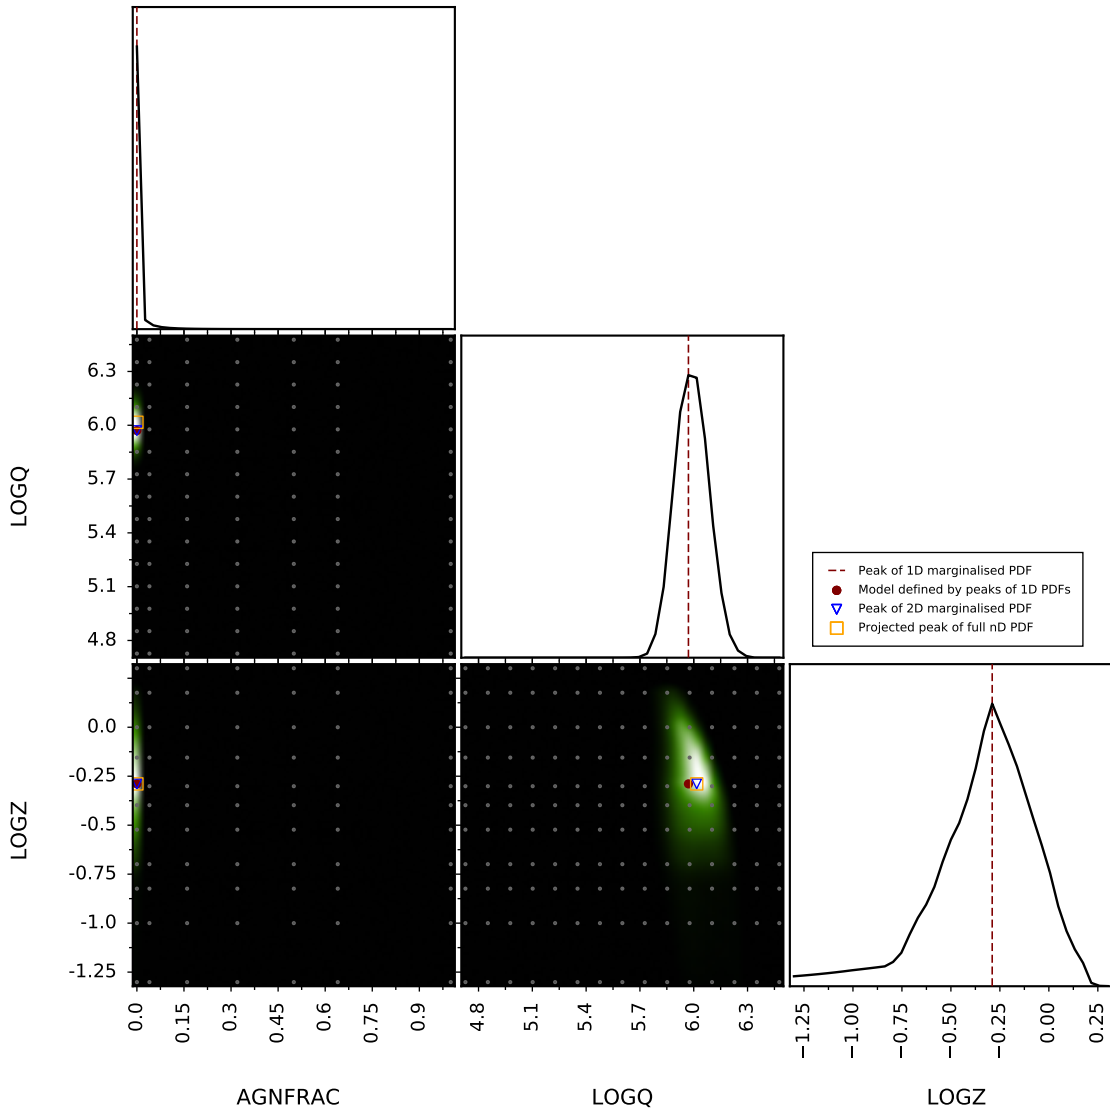 6.3
6.0
5.7
5.4
5.1
4.8
LOGQ
Peak of 1D marginalised PDF
Model defined by peaks of 1D PDFs
Peak of 2D marginalised PDF
Projected peak of full nD PDF
0.0
-0.25
-0.5
-0.75
-1.0
-1.25
LOGZ
0.0 0.15 0.3 0.45 0.6 0.75 0.9
4.8 5.1 5.4 5.7 6.0 6.3
−1.25 −1.00 −0.75 −0.50 −0.25 0.00 0.25
AGNFRAC LOGQ LOGZ